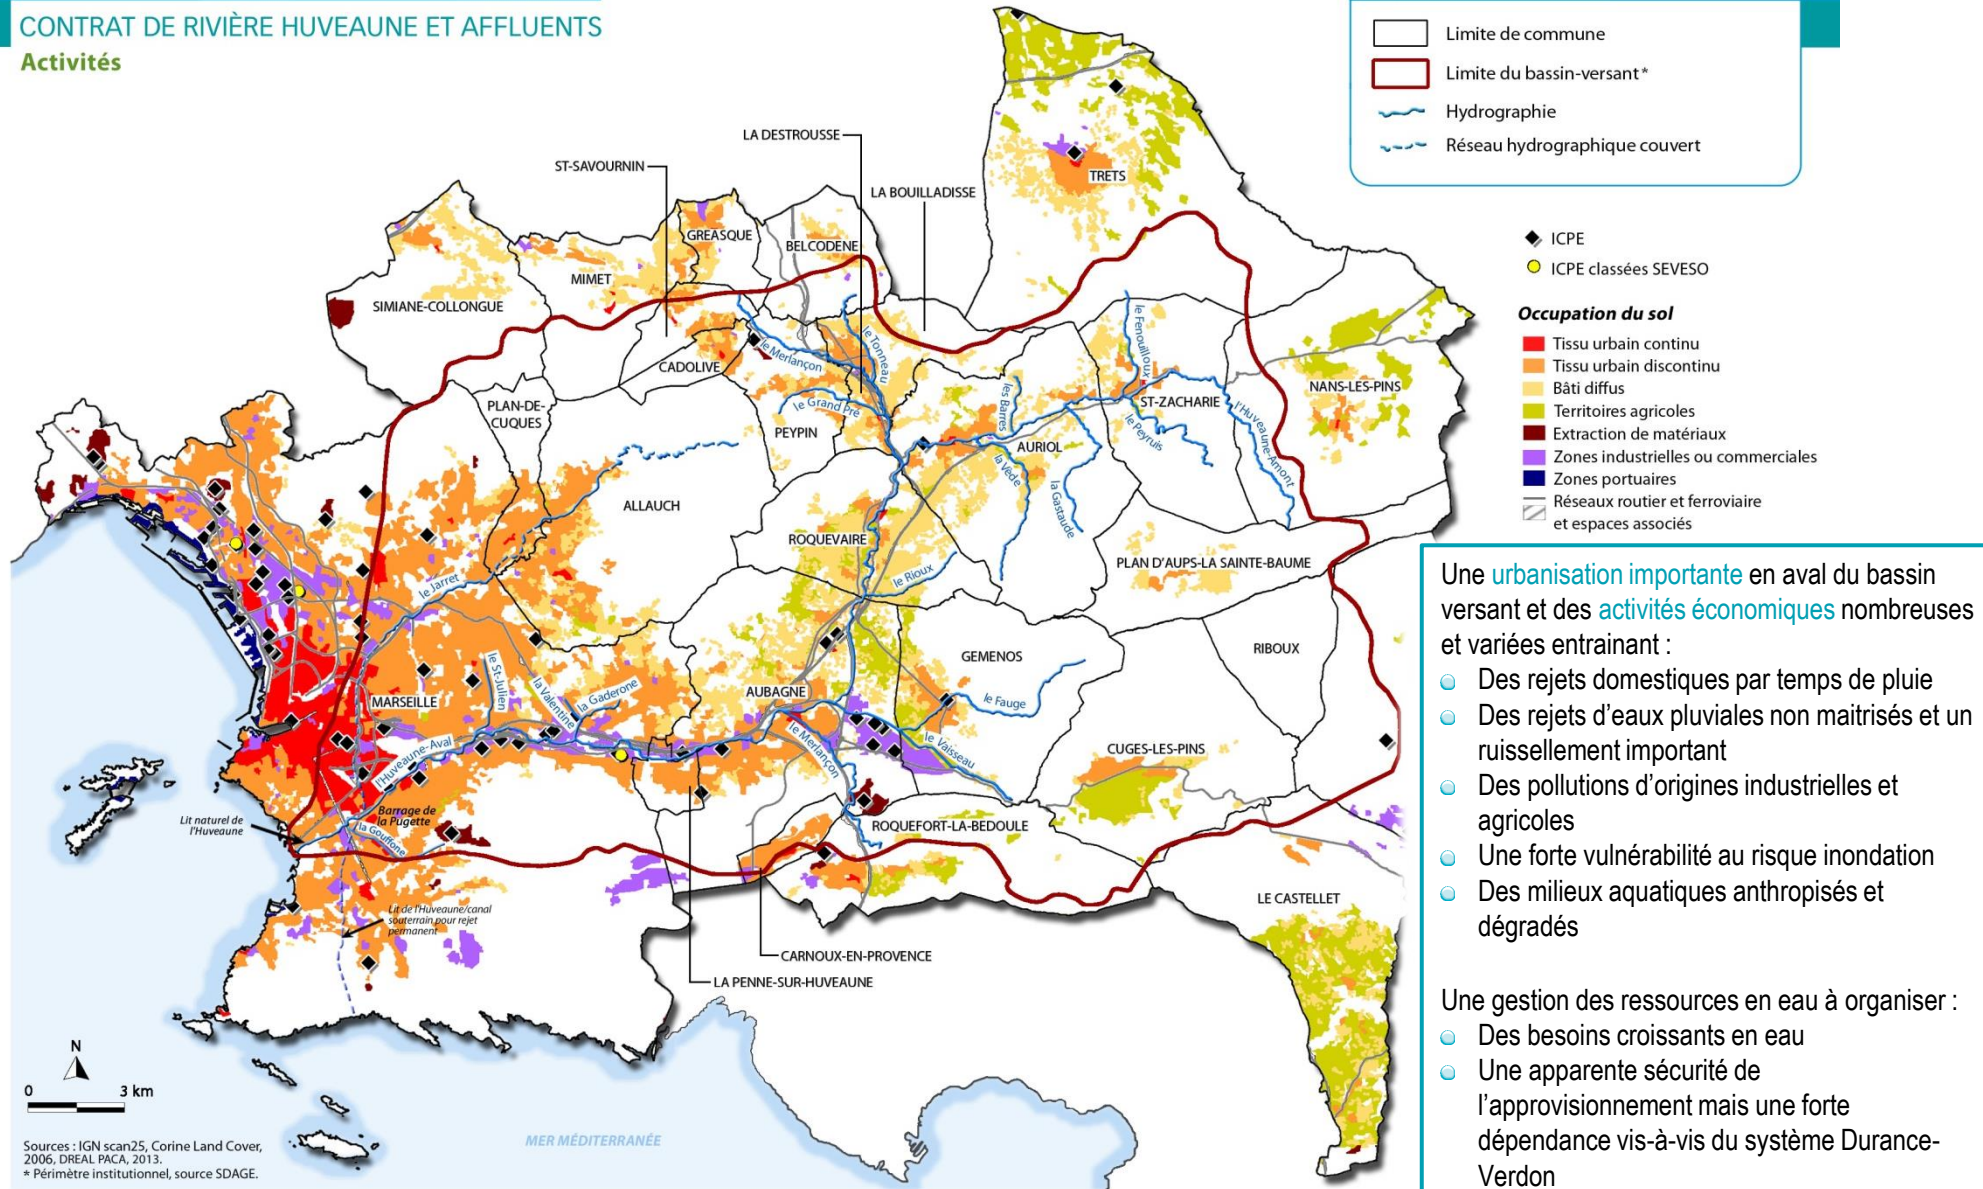 CONTRAT DE RIVIÈRE HUVEAUNE ET AFFLUENTS
Activités
Limite de commune
Limite du bassin-versant*
Hydrographie
Réseau hydrographique couvert
ICPE
ICPE classées SEVESO
Occupation du sol
Tissu urbain continu
Tissu urbain discontinu
Bâti diffus
Territoires agricoles
Extraction de matériaux
Zones industrielles ou commerciales
Zones portuaires
Réseaux routier et ferroviaire
et espaces associés
LA DESTROUSSE
ST-SAVOURNIN
LA BOUILLADISSE
TRETS
GREASQUE
BELCODENE
MIMET
SIMIANE-COLLONGUE
le Fenouilloux
le Tonneau
le Merlançon
CADOLIVE
NANS-LES-PINS
les Barres
PLAN-DE-
CUQUES
le Grand Pré
ST-ZACHARIE
l'Huveaune-Amont
PEYPIN
le Peyruis
AURIOL
la Vède
la Gastaude
ALLAUCH
ROQUEVAIRE
PLAN D'AUPS-LA SAINTE-BAUME
le Rioux
le Jarret
RIBOUX
GEMENOS
le St-Julien
la Valentine
la Gaderone
AUBAGNE
le Fauge
MARSEILLE
le Merlançon
le Vaisseau
CUGES-LES-PINS
l'Huveaune-Aval
Barrage de
la Pugette
Lit naturel de
l'Huveaune
la Gouffone
ROQUEFORT-LA-BEDOULE
LE CASTELLET
Lit de l'Huveaune/canal
souterrain pour rejet
permanent
CARNOUX-EN-PROVENCE
LA PENNE-SUR-HUVEAUNE
N
0 3 km
MER MÉDITERRANÉE
Sources : IGN scan25, Corine Land Cover,
2006, DREAL PACA, 2013.
* Périmètre institutionnel, source SDAGE.
Une urbanisation importante en aval du bassin
versant et des activités économiques nombreuses
et variées entrainant :
Des rejets domestiques par temps de pluie
Des rejets d'eaux pluviales non maitrisés et un
ruissellement important
Des pollutions d'origines industrielles et
agricoles
Une forte vulnérabilité au risque inondation
Des milieux aquatiques anthropisés et
dégradés
Une gestion des ressources en eau à organiser :
Des besoins croissants en eau
Une apparente sécurité de
l'approvisionnement mais une forte
dépendance vis-à-vis du système Durance-
Verdon